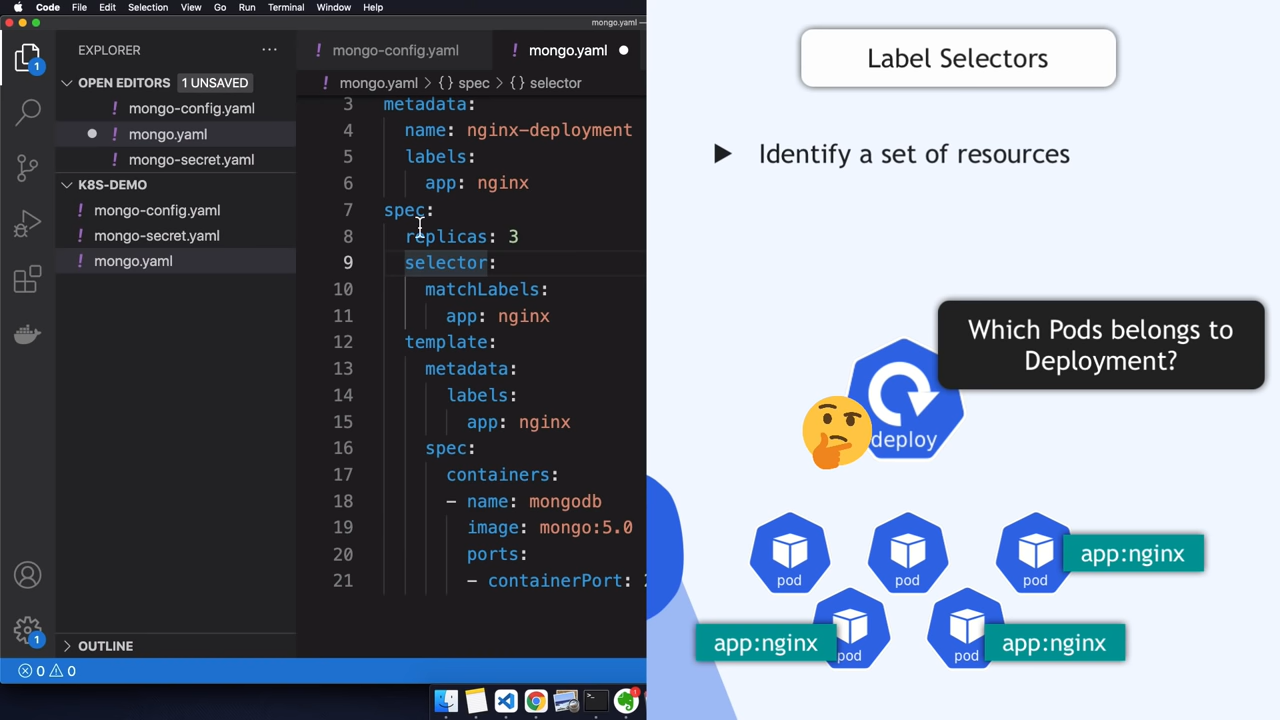 Code File Edit Selection View Go Run Terminal Window Help
mongo.yaml —
EXPLORER ...
OPEN EDITORS 1 UNSAVED
! mongo-config.yaml
! mongo.yaml
! mongo-secret.yaml
K8S-DEMO
! mongo-config.yaml
! mongo-secret.yaml
! mongo.yaml
OUTLINE
1
1
! mongo-config.yaml ! mongo.yaml
! mongo.yaml > {} spec > {} selector
3 metadata:
4 name: nginx-deployment
5 labels:
6 app: nginx
7 spec:
8 replicas: 3
9 selector:
10 matchLabels:
11 app: nginx
12 template:
13 metadata:
14 labels:
15 app: nginx
16 spec:
17 containers:
18 - name: mongodb
19 image: mongo:5.0
20 ports:
21 - containerPort:
0 0
1
Label Selectors
Identify a set of resources
Which Pods belongs to
Deployment?
deploy
pod
pod
pod
app:nginx
app:nginx
pod
pod
app:nginx